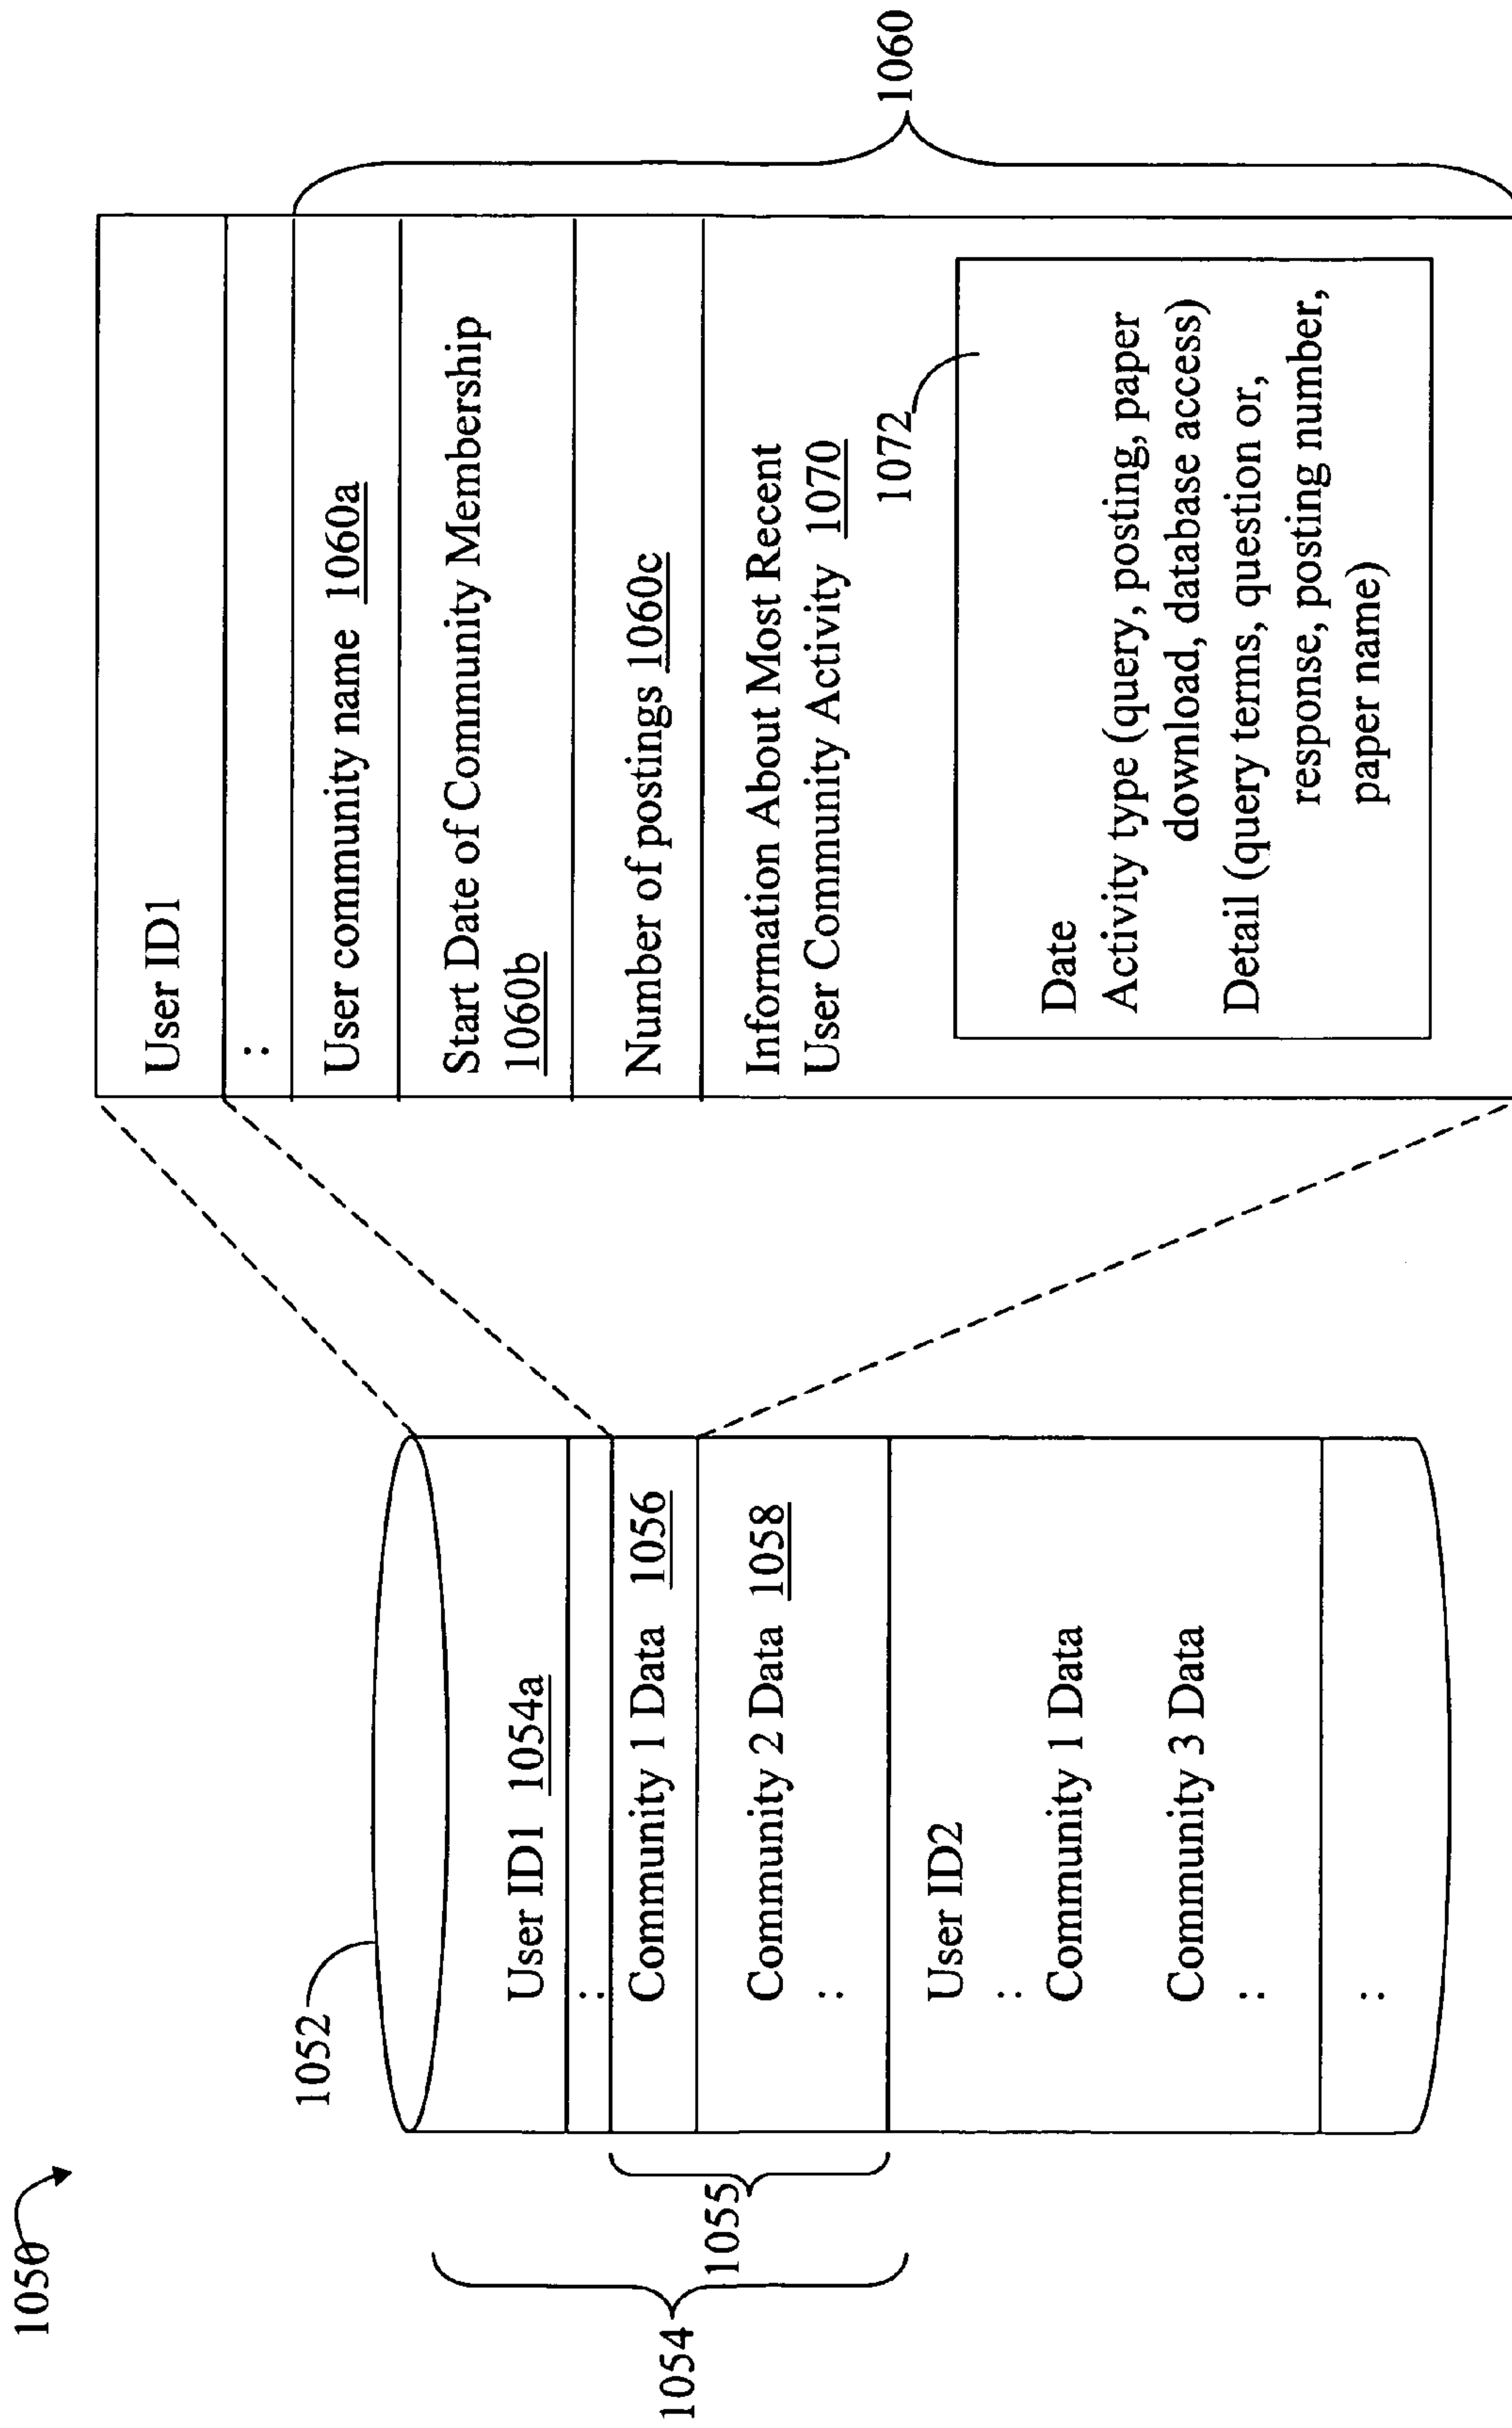 1050
1052
1054
1055
User ID1 1054a
:
Community 1 Data 1056
Community 2 Data 1058
:
User ID2
:
Community 1 Data
Community 3 Data
:
:
User ID1
:
User community name 1060a
Start Date of Community Membership
1060b
Number of postings 1060c
Information About Most Recent
User Community Activity 1070
1072
Date
Activity type (query, posting, paper
download, database access)
Detail (query terms, question or,
response, posting number,
paper name)
1060